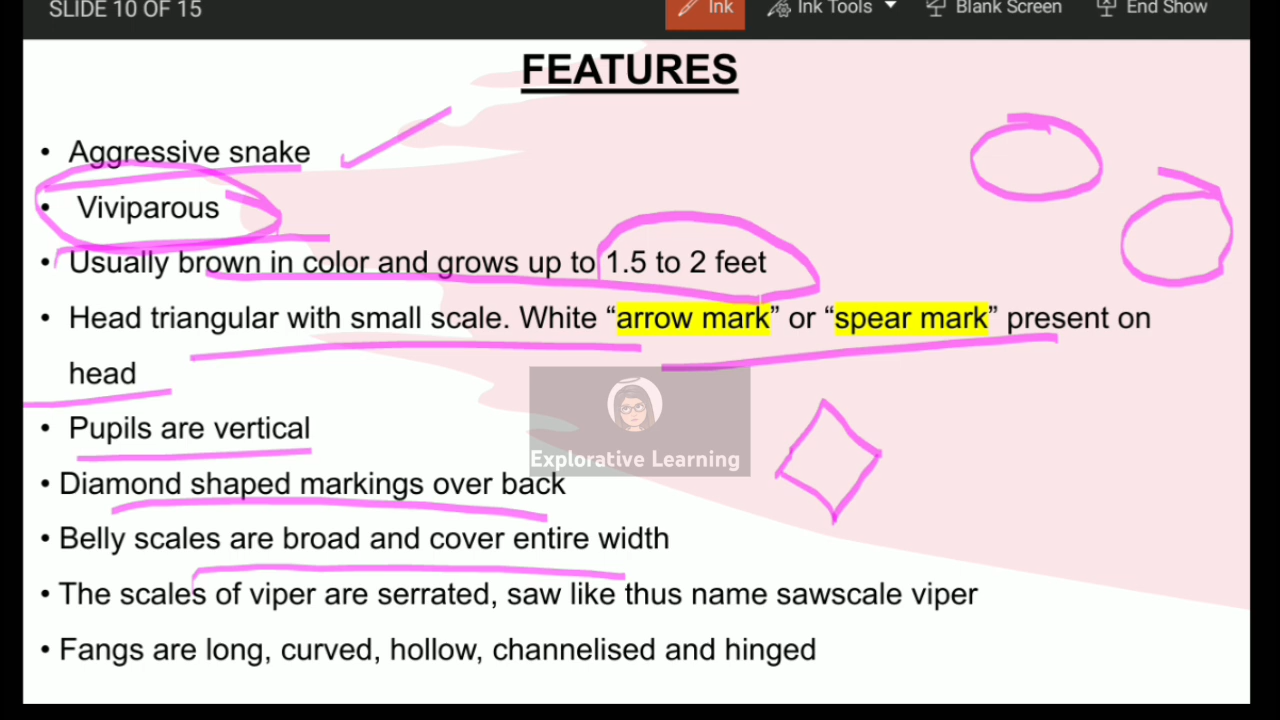 SLIDE 10 OF 15
Ink
Ink Tools
Blank Screen
End Show
FEATURES
• Aggressive snake
• Viviparous
• Usually brown in color and grows up to 1.5 to 2 feet
• Head triangular with small scale. White “arrow mark” or “spear mark” present on
head
• Pupils are vertical
Explorative Learning
• Diamond shaped markings over back
• Belly scales are broad and cover entire width
• The scales of viper are serrated, saw like thus name sawscale viper
• Fangs are long, curved, hollow, channelised and hinged